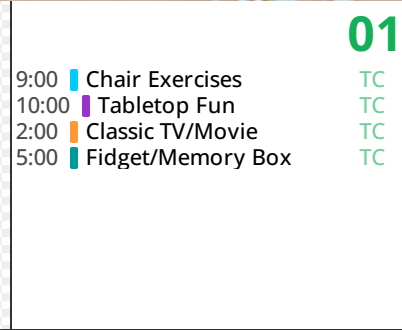 01
9:00 Chair Exercises TC
10:00 Tabletop Fun TC
2:00 Classic TV/Movie TC
5:00 Fidget/Memory Box TC